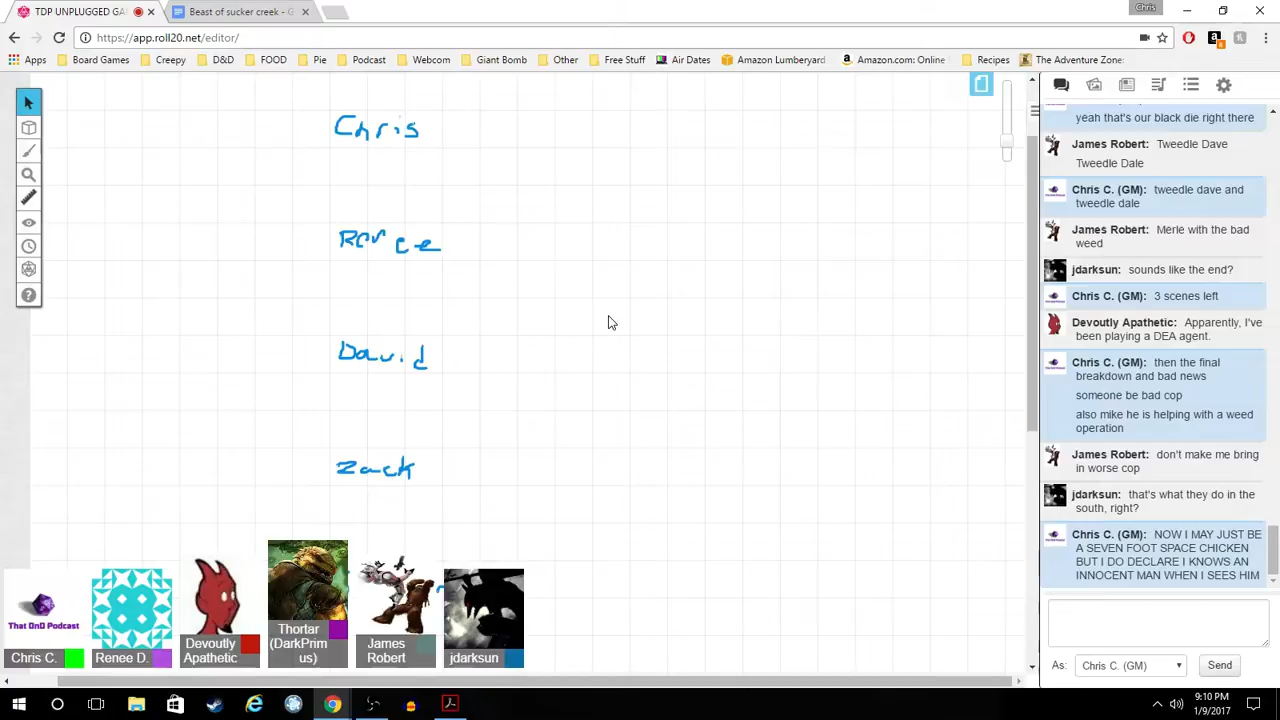 TDP UNPLUGGED GA
Beast of sucker creek - G
Chris
https://app.roll20.net/editor/
Apps Board Games Creepy D&D FOOD Pie Podcast Webcom Giant Bomb Other Free Stuff Air Dates Amazon Lumberyard Amazon.com: Online Recipes The Adventure Zone:
Chris
David
Zack
That DnD Podcast
Chris C.
Renee D.
Devoutly
Apathetic
Thortar
(DarkPrim
us)
James
Robert
jdarksun
yeah that's our black die right there
James Robert: Tweedle Dave
Tweedle Dale
Chris C. (GM): tweedle dave and
tweedle dale
James Robert: Merle with the bad
weed
jdarksun: sounds like the end?
Chris C. (GM): 3 scenes left
Devoutly Apathetic: Apparently, I've
been playing a DEA agent.
Chris C. (GM): then the final
breakdown and bad news
someone be bad cop
also mike he is helping with a weed
operation
James Robert: don't make me bring
in worse cop
jdarksun: that's what they do in the
south, right?
Chris C. (GM): NOW I MAY JUST BE
A SEVEN FOOT SPACE CHICKEN
BUT I DO DECLARE I KNOWS AN
INNOCENT MAN WHEN I SEES HIM
As: Chris C. (GM) Send
9:10 PM
1/9/2017